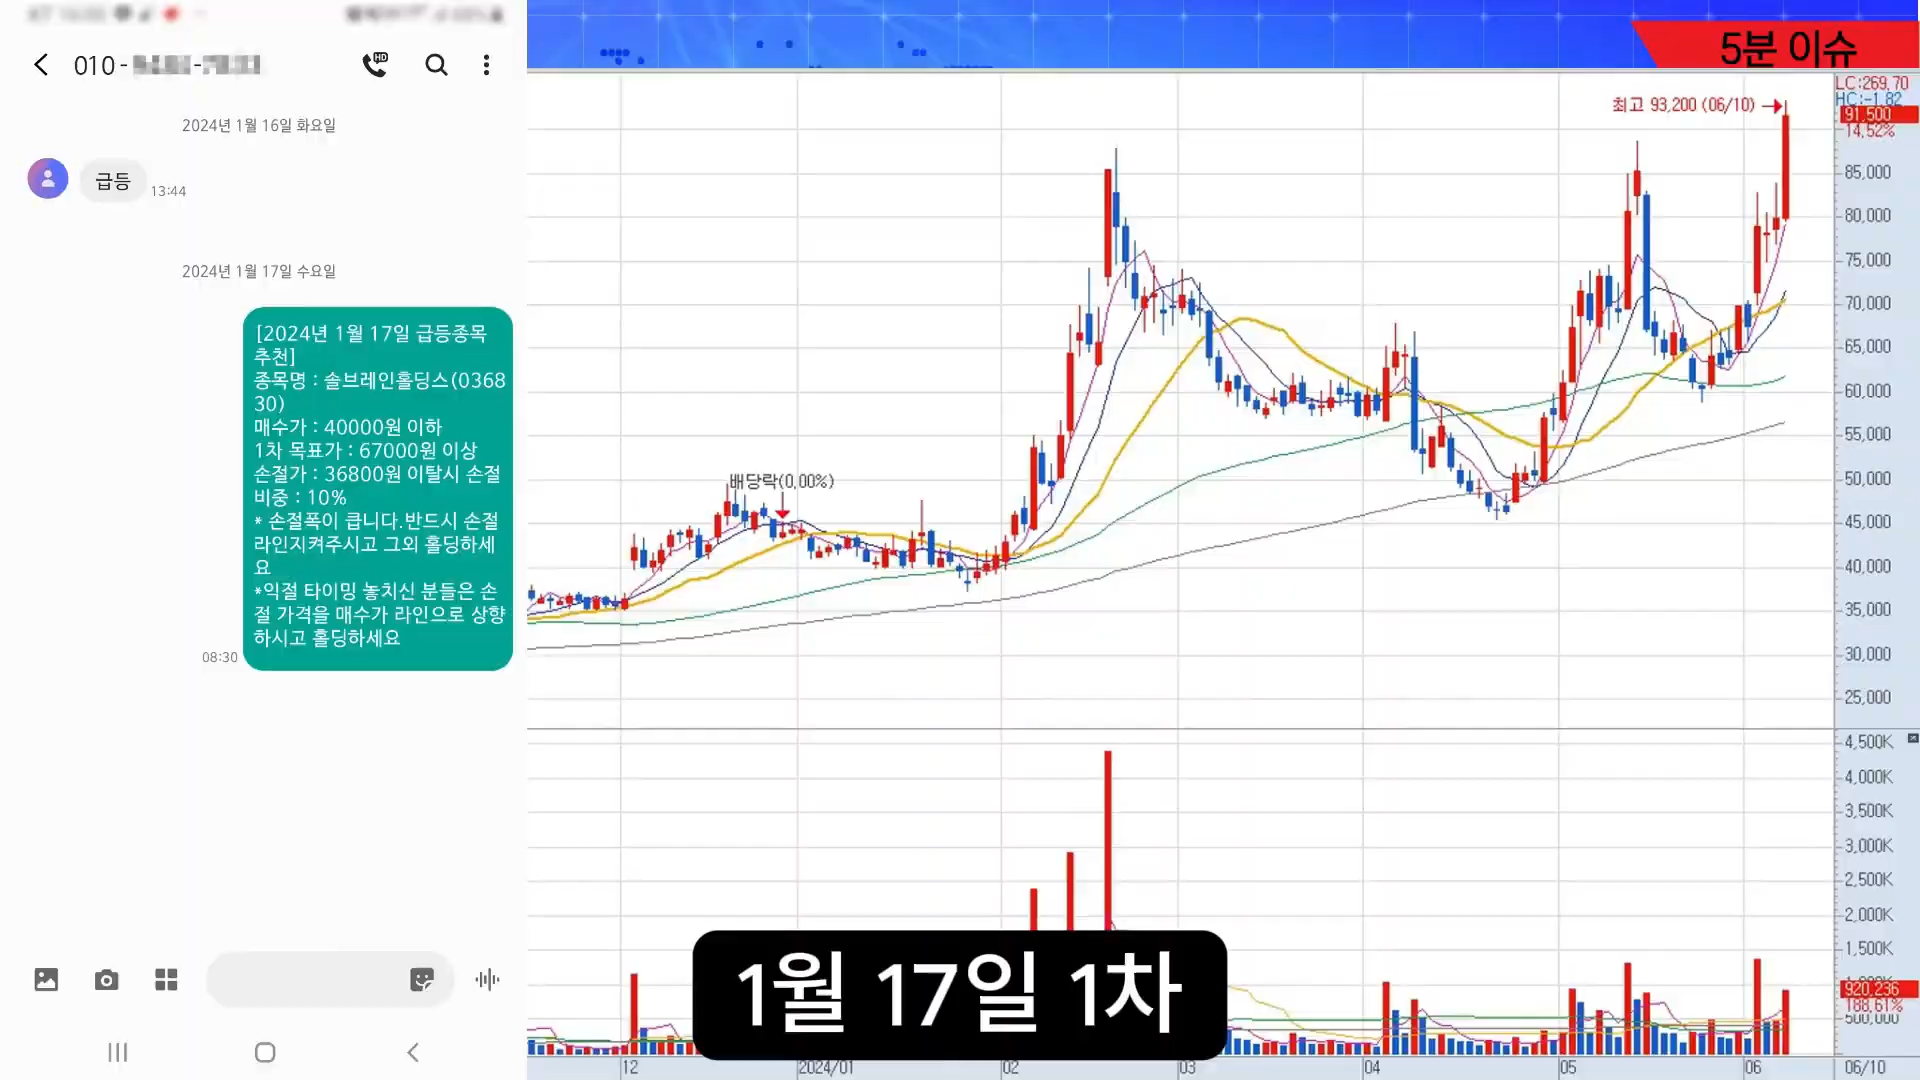 010-
2024년 1월 16일 화요일
급등
13:44
2024년 1월 17일 수요일
[2024년 1월 17일 급등종목
추천]
종목명 : 솔브레인홀딩스(0368
30)
매수가 : 40000원 이하
1차 목표가 : 67000원 이상
손절가 : 36800원 이탈시 손절
비중 : 10%
* 손절폭이 큽니다.반드시 손절
라인지켜주시고 그외 홀딩하세
요
*익절 타이밍 놓치신 분들은 손
절 가격을 매수가 라인으로 상향
하시고 홀딩하세요
08:30
5분 이슈
LC:269.70
HC:-1.82
최고 93,200 (06/10)
91,500
14.52%
85,000
80,000
75,000
70,000
65,000
60,000
55,000
배당락(0.00%)
50,000
45,000
40,000
35,000
30,000
25,000
4,500K
4,000K
3,500K
3,000K
2,500K
2,000K
1,500K
920,236
188.61%
500,000
1월 17일 1차
12
2024/01
02
03
04
05
06
06/10